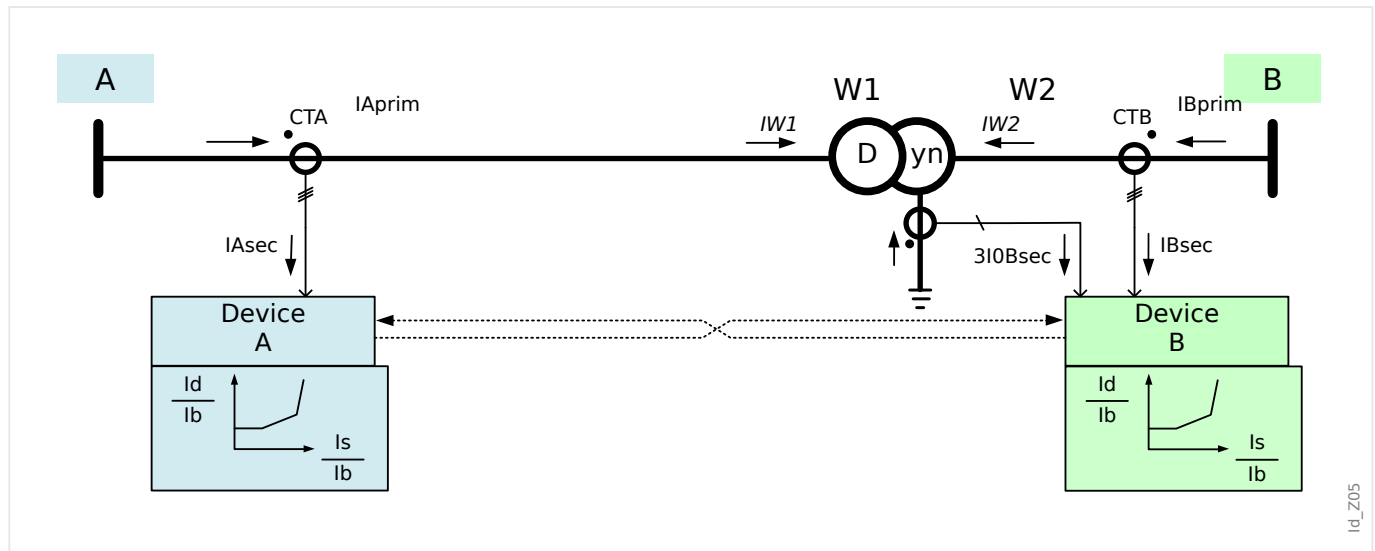 A
B
W1
W2
CTA
IAprim
IW1
IW2
CTB
IBprim
D
yn
IAsec
3I0Bsec
IBsec
Device
A
Device
B
Id
Ib
Is
Ib
Id
Ib
Is
Ib
Id_Z05